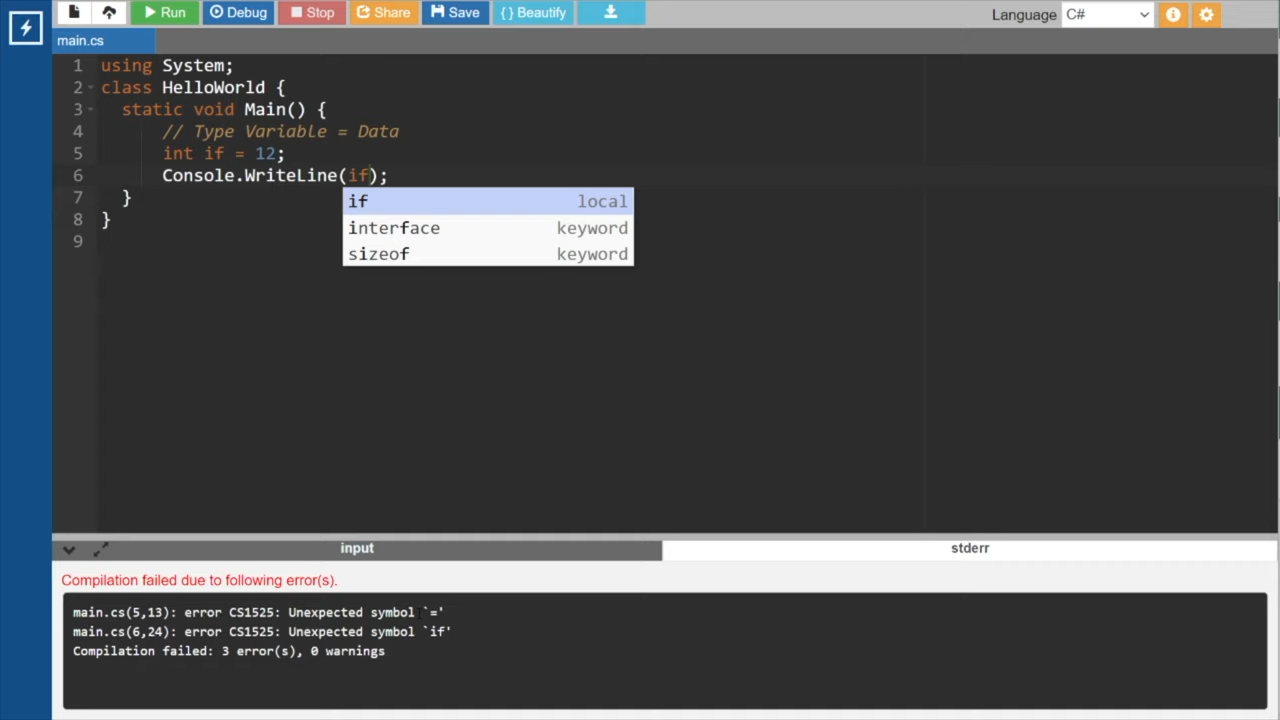 Run Debug Stop Share Save { } Beautify Language C#
main.cs
1 using System;
2 class HelloWorld {
3 static void Main() {
4 // Type Variable = Data
5 int if = 12;
6 Console.WriteLine(if);
7 }
8 }
9
if local
interface keyword
sizeof keyword
input stderr
Compilation failed due to following error(s).
main.cs(5,13): error CS1525: Unexpected symbol `='
main.cs(6,24): error CS1525: Unexpected symbol `if'
Compilation failed: 3 error(s), 0 warnings